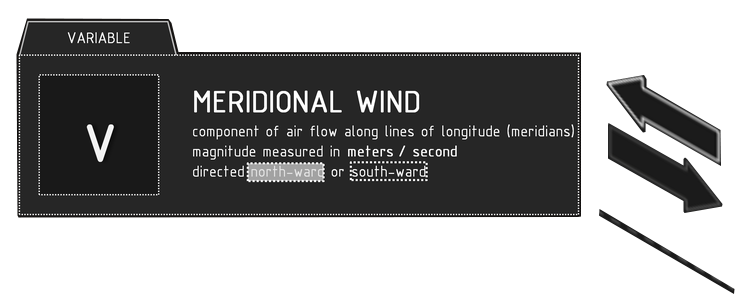 VARIABLE
V
MERIDIONAL WIND
component of air flow along lines of longitude (meridians)
magnitude measured in meters / second
directed north-ward or south-ward